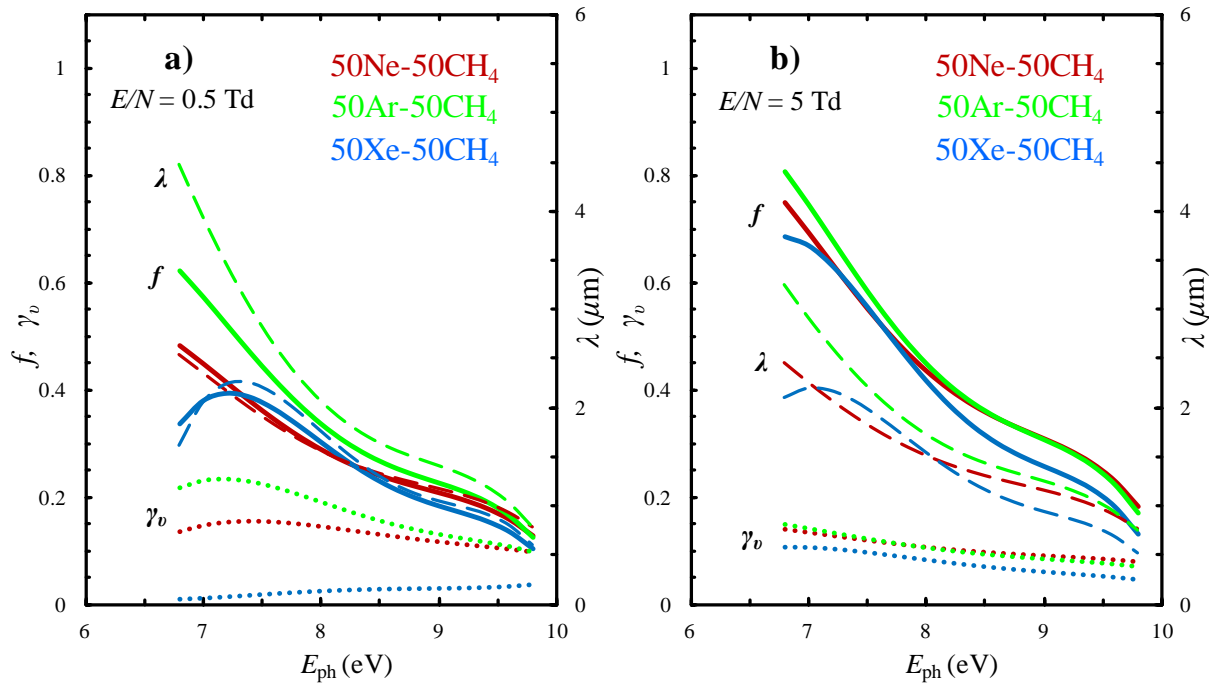 a)
E/N = 0.5 Td
50Ne-50CH₄
50Ar-50CH₄
50Xe-50CH₄
λ
f
γᵥ
f, γᵥ
0
0.2
0.4
0.6
0.8
1
6
7
8
9
10
E_ph (eV)
0
2
4
6
λ (μm)
b)
E/N = 5 Td
50Ne-50CH₄
50Ar-50CH₄
50Xe-50CH₄
f
λ
γᵥ
f, γᵥ
0
0.2
0.4
0.6
0.8
1
6
7
8
9
10
E_ph (eV)
0
2
4
6
λ (μm)